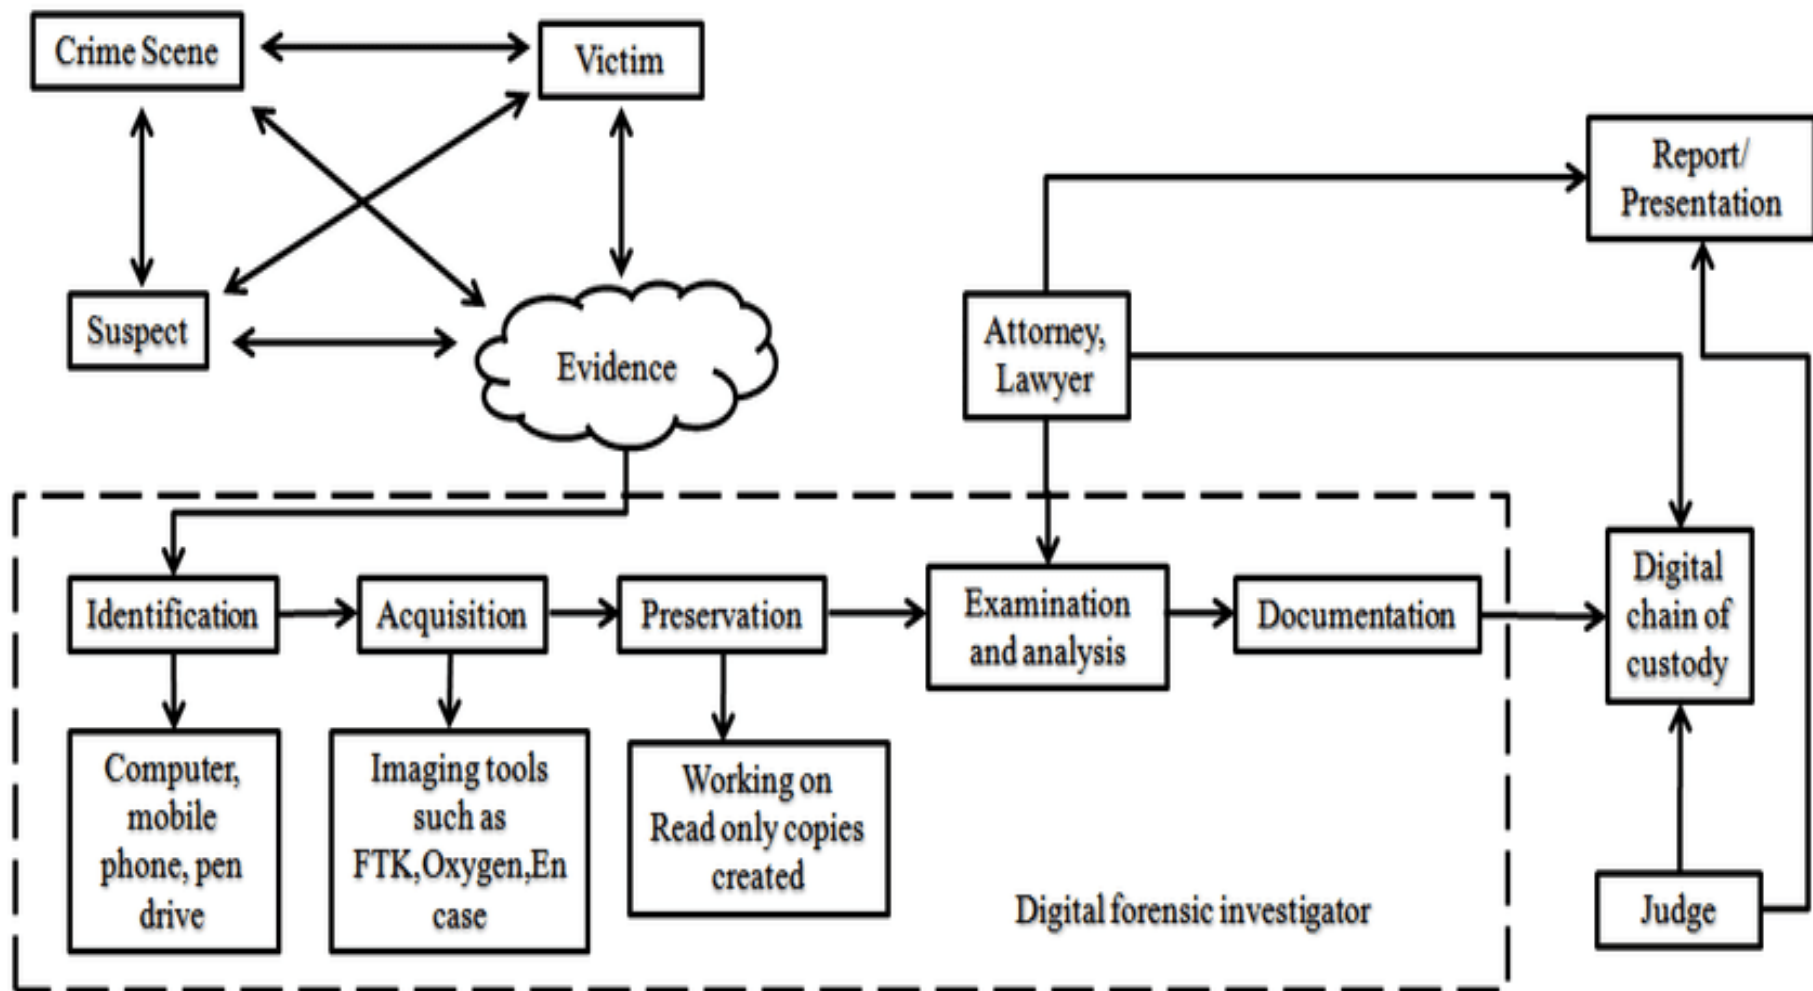 Crime Scene
Victim
Report/
Presentation
Suspect
Evidence
Attorney,
Lawyer
Identification
Acquisition
Preservation
Examination
and analysis
Documentation
Digital
chain of
custody
Computer,
mobile
phone, pen
drive
Imaging tools
such as
FTK,Oxygen,En
case
Working on
Read only copies
created
Digital forensic investigator
Judge